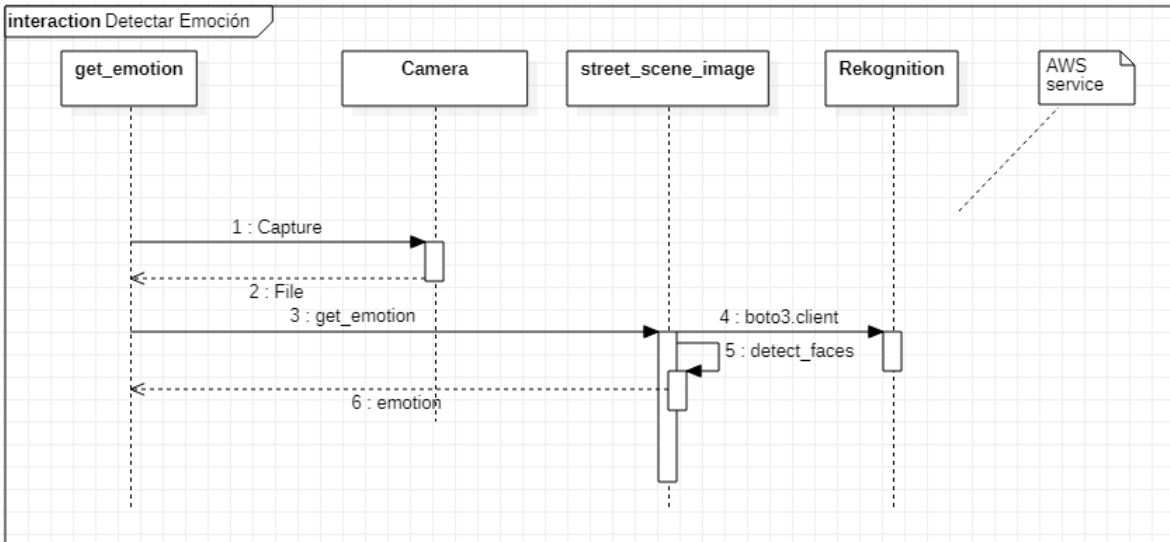 interaction Detectar Emoción
get_emotion
Camera
street_scene_image
Rekognition
AWS
service
1 : Capture
2 : File
3 : get_emotion
4 : boto3.client
5 : detect_faces
6 : emotion